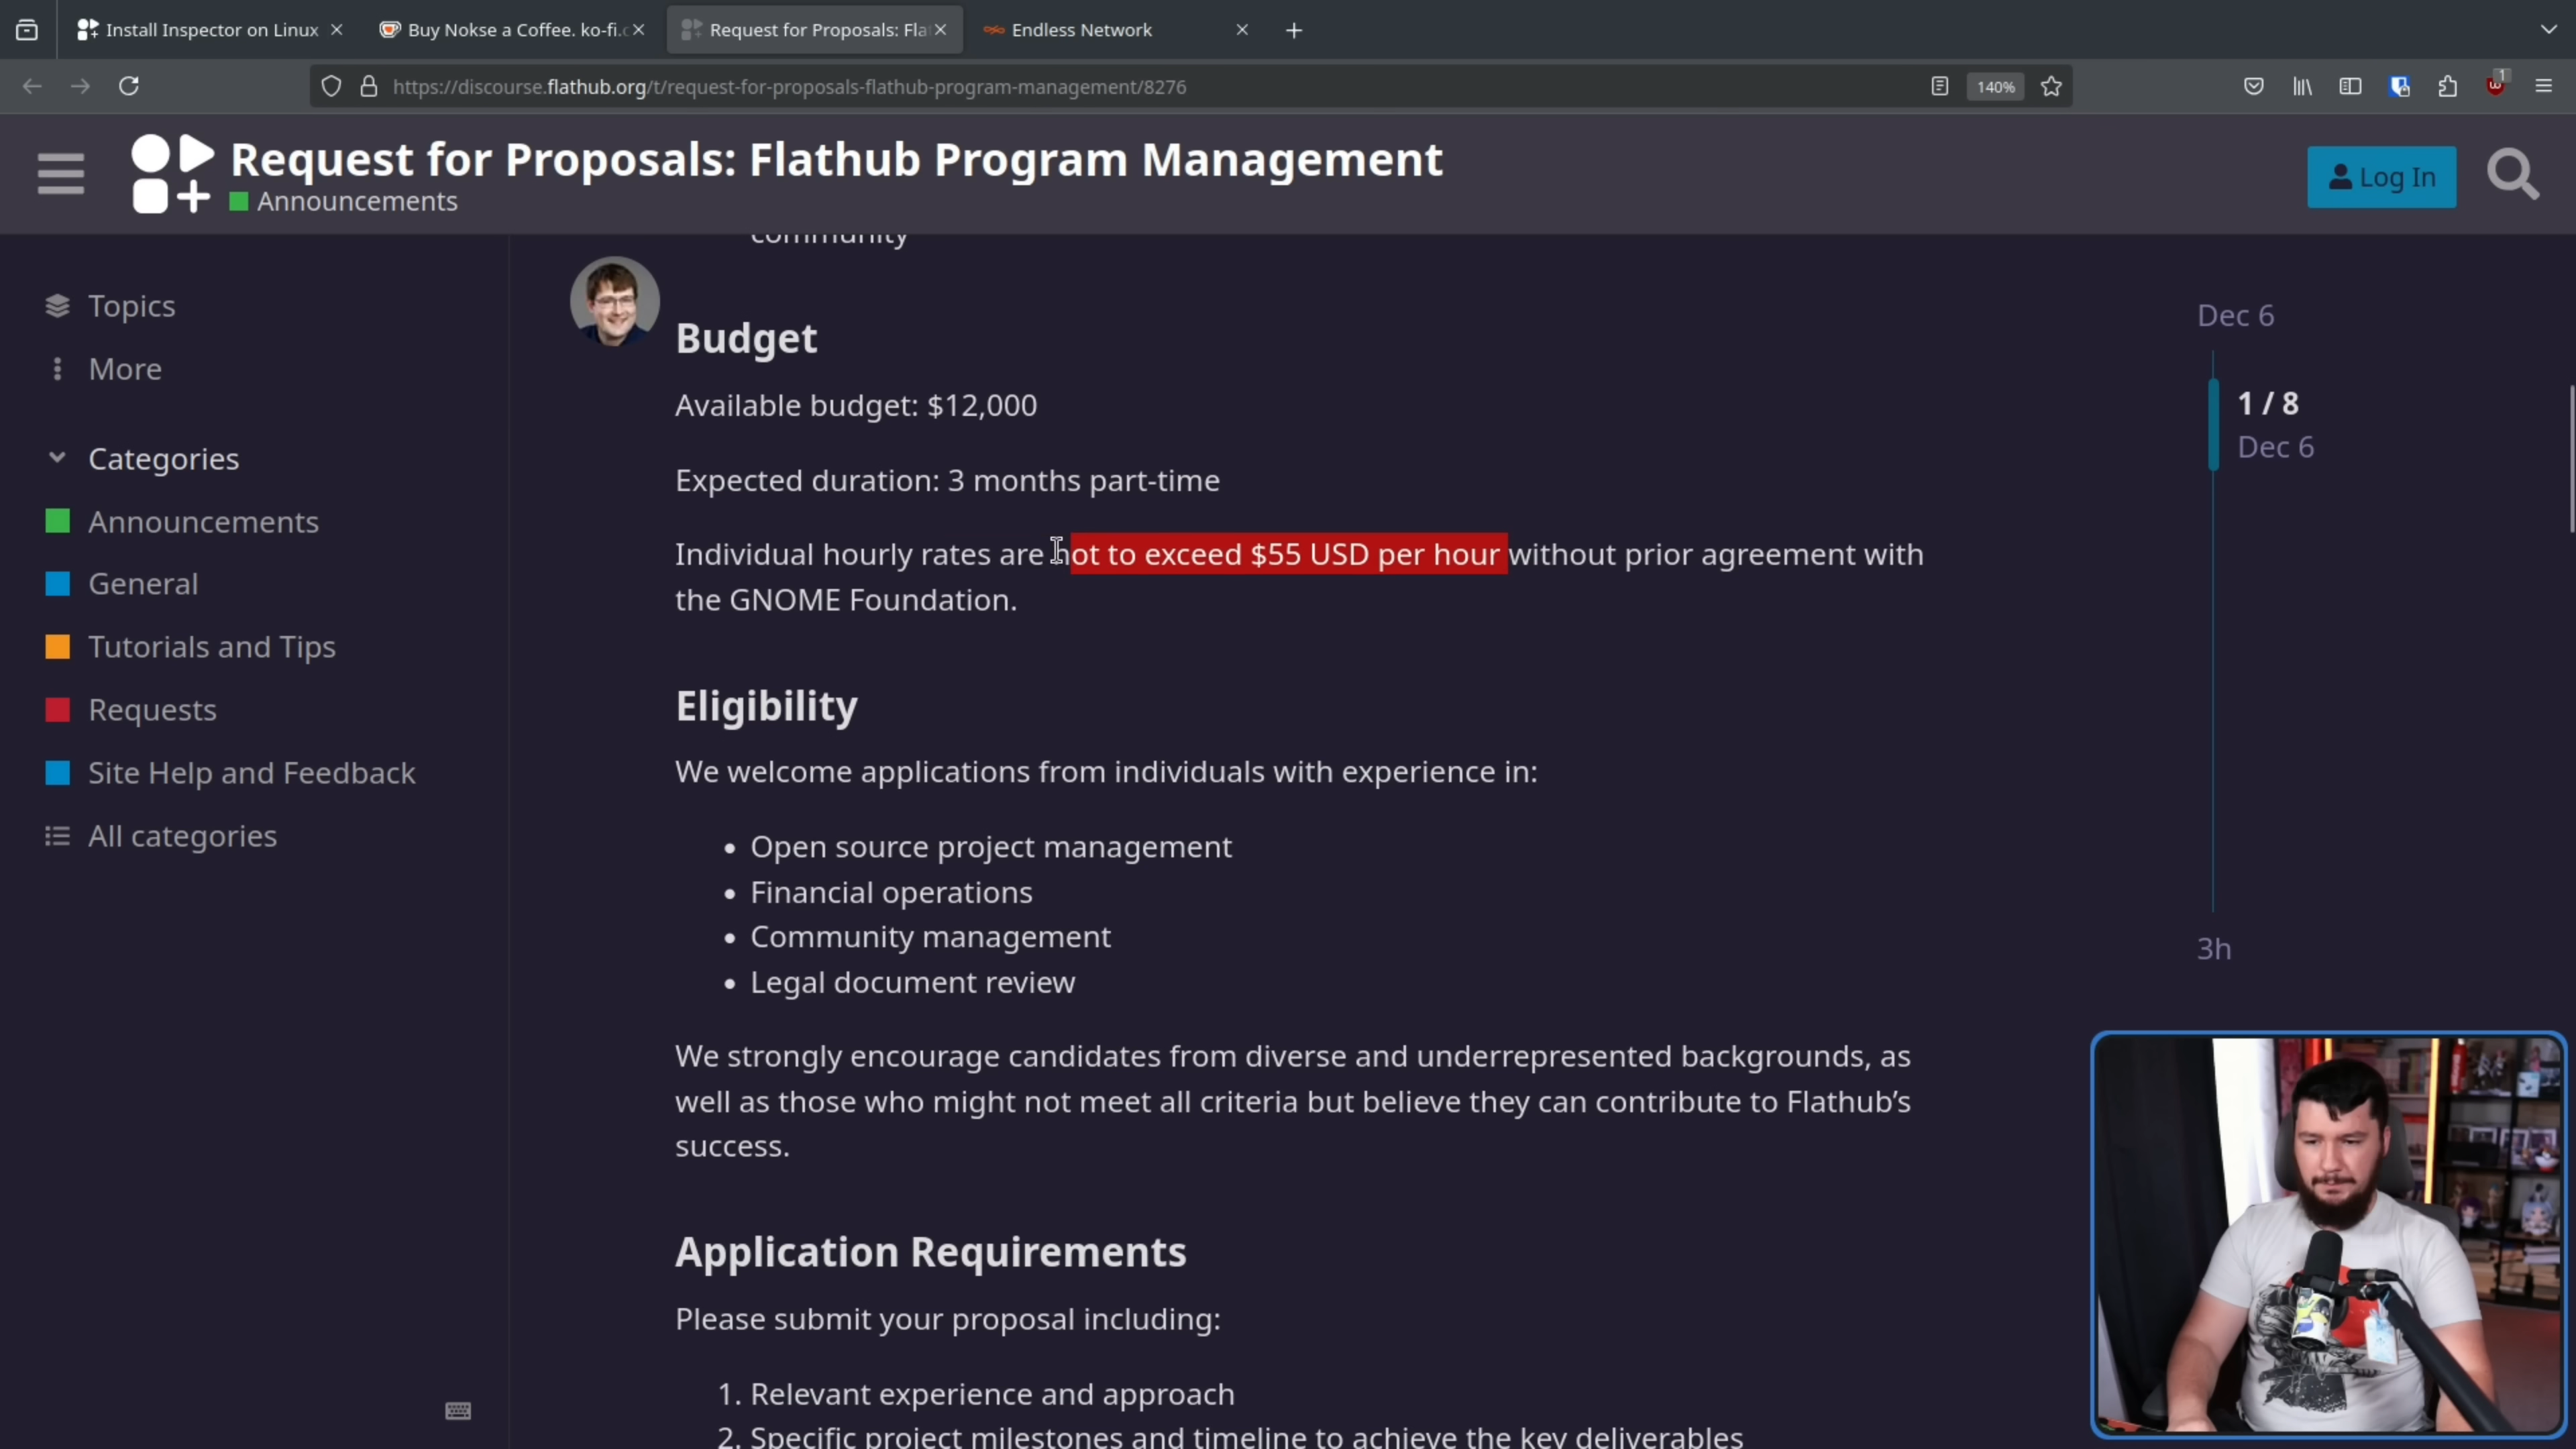 Install Inspector on Linux
Buy Nokse a Coffee. ko-fi.c
Request for Proposals: Fla
Endless Network
https://discourse.flathub.org/t/request-for-proposals-flathub-program-management/8276
140%
1
Request for Proposals: Flathub Program Management
Announcements
Log In
Topics
More
Categories
Announcements
General
Tutorials and Tips
Requests
Site Help and Feedback
All categories
community
Budget
Available budget: $12,000
Expected duration: 3 months part-time
Individual hourly rates are not to exceed $55 USD per hour without prior agreement with
the GNOME Foundation.
Eligibility
We welcome applications from individuals with experience in:
• Open source project management
• Financial operations
• Community management
• Legal document review
We strongly encourage candidates from diverse and underrepresented backgrounds, as
well as those who might not meet all criteria but believe they can contribute to Flathub's
success.
Application Requirements
Please submit your proposal including:
1. Relevant experience and approach
2. Specific project milestones and timeline to achieve the key deliverables
Dec 6
1 / 8
Dec 6
3h